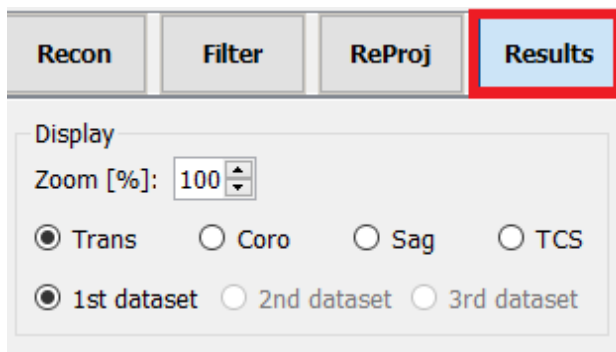 Recon Filter ReProj Results
Display
Zoom [%]: 100
Trans Coro Sag TCS
1st dataset 2nd dataset 3rd dataset